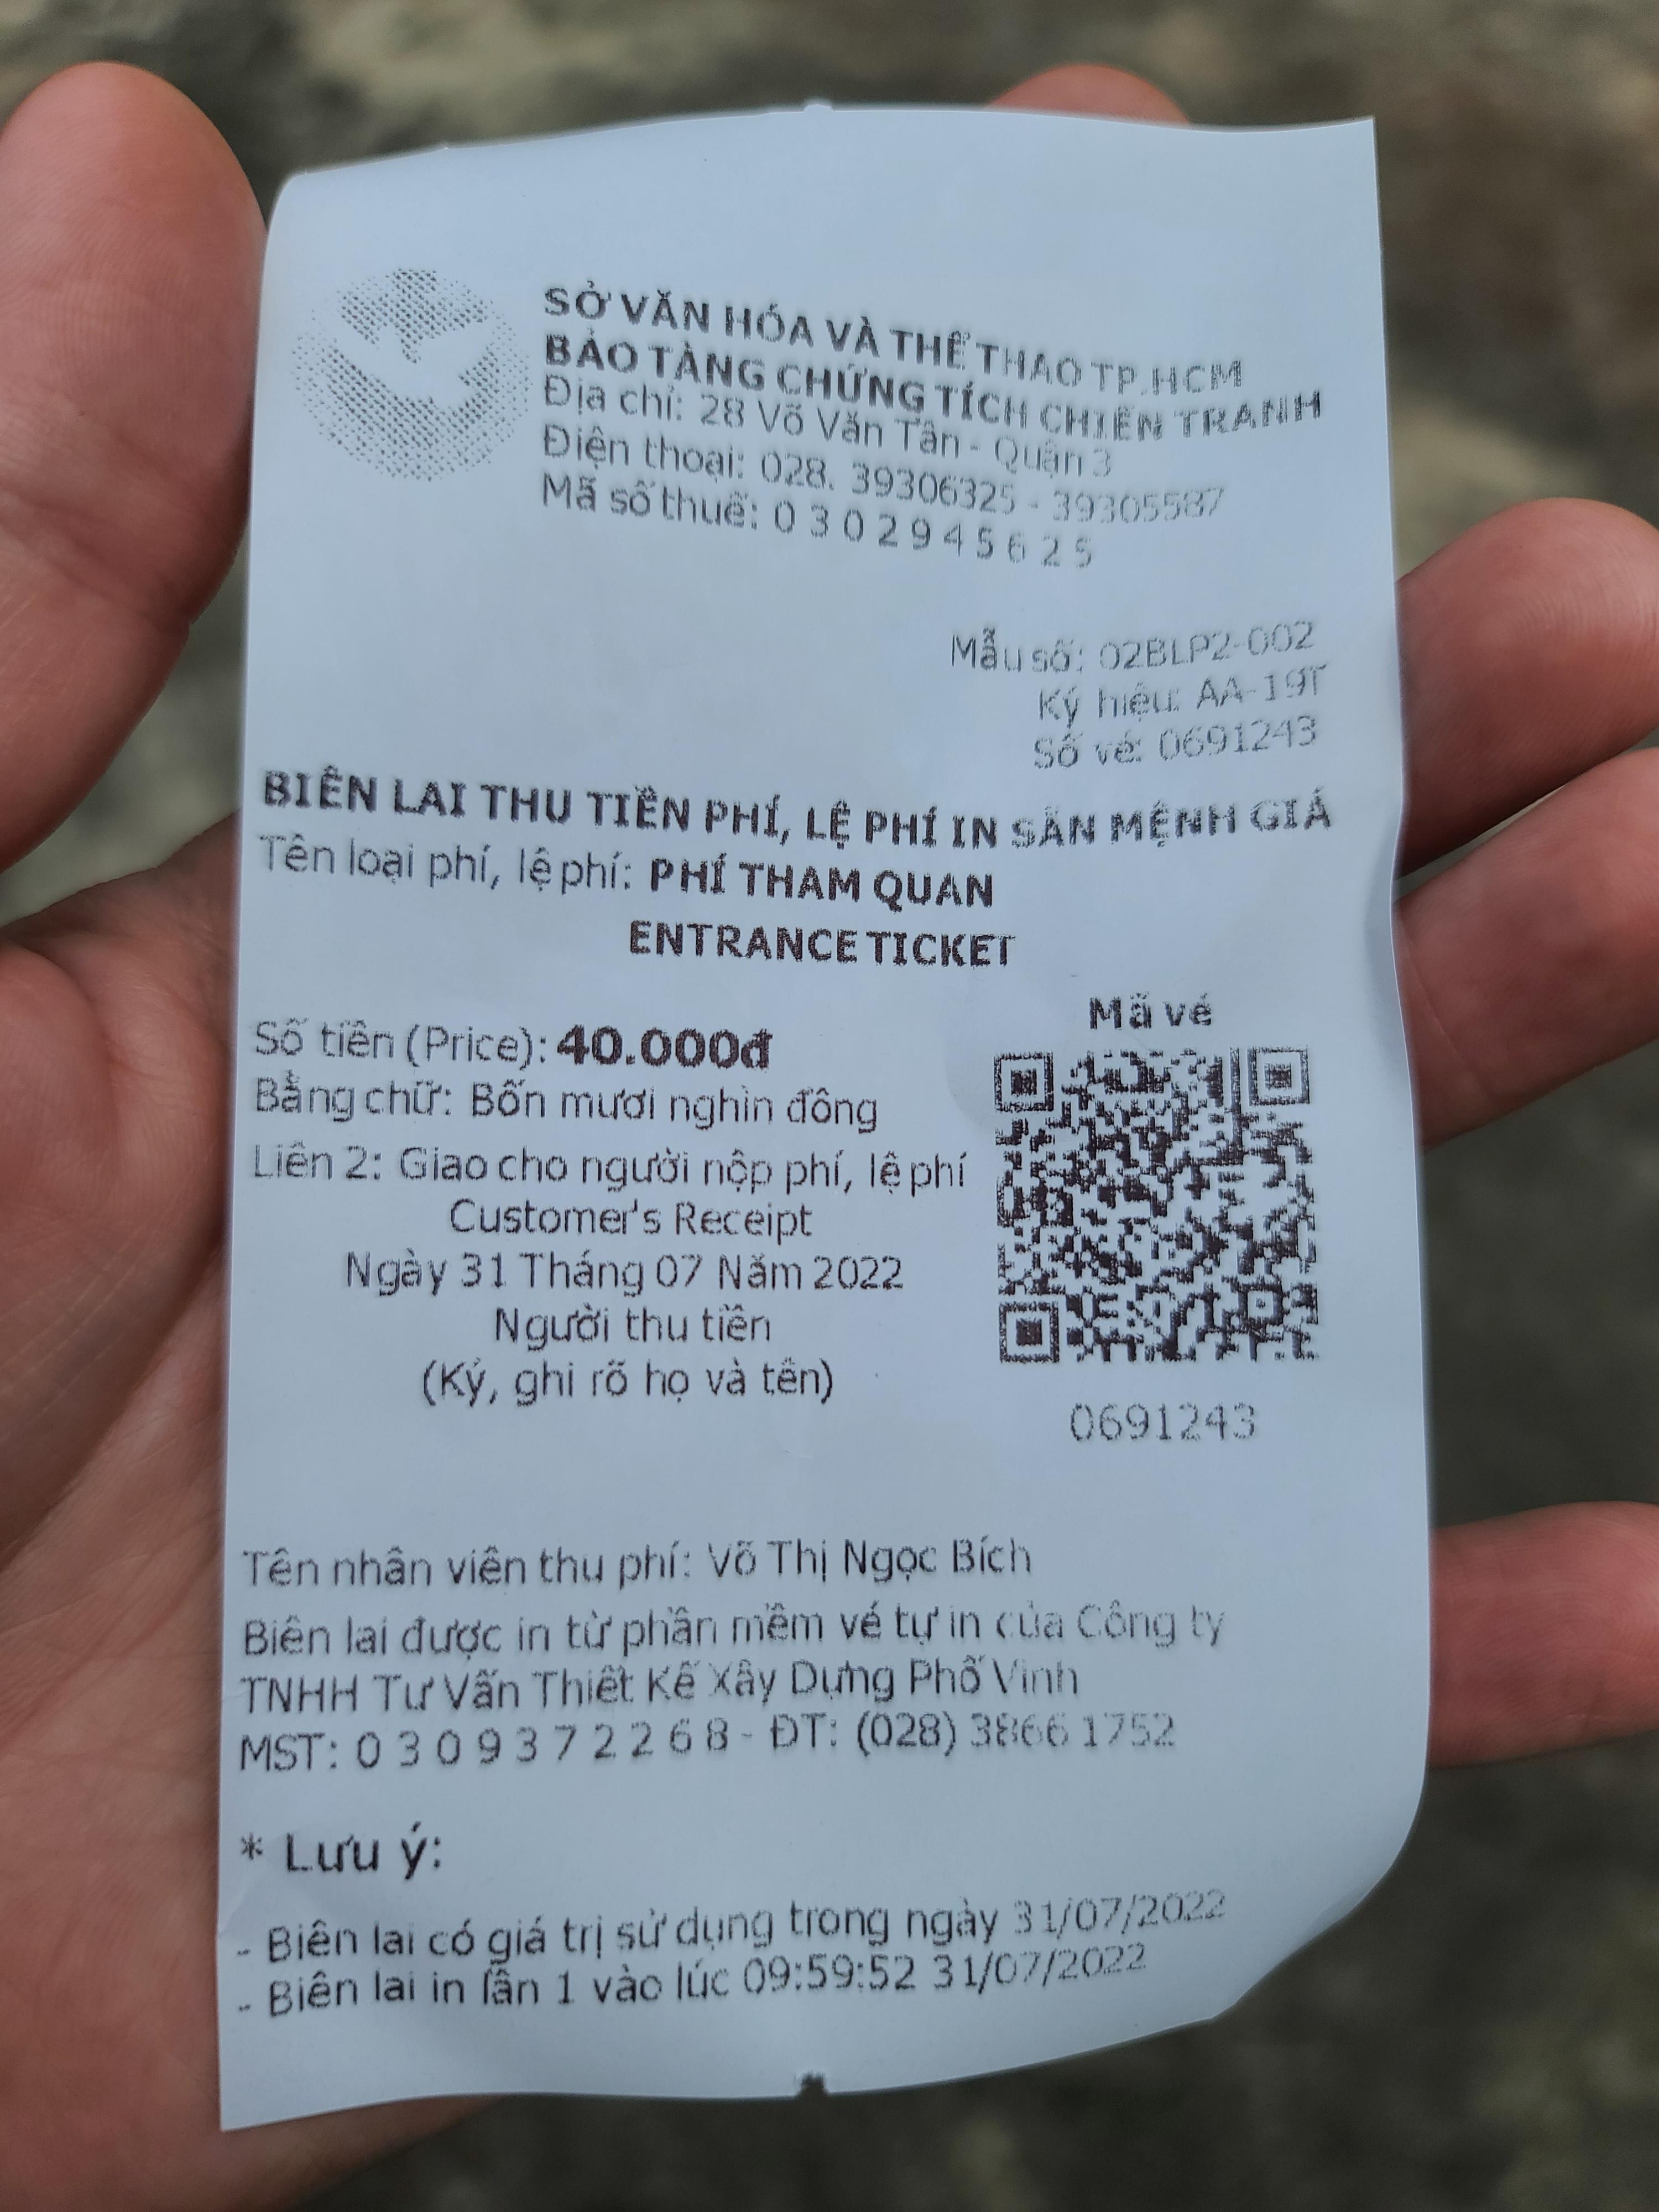 SỞ VĂN HÓA VÀ THỂ THAO TP.HCM
BẢO TÀNG CHỨNG TÍCH CHIẾN TRANH
Địa chỉ: 28 Võ Văn Tần - Quận 3
Điện thoại: 028. 39306325 - 39305587
Mã số thuế: 0 3 0 2 9 4 5 6 2 5
Mẫu số: 02BLP2-002
Ký hiệu: AA-19T
Số vé: 0691243
BIÊN LAI THU TIỀN PHÍ, LỆ PHÍ IN SẴN MỆNH GIÁ
Tên loại phí, lệ phí: PHÍ THAM QUAN
ENTRANCE TICKET
Số tiền (Price): 40.000đ
Bằng chữ: Bốn mươi nghìn đồng
Liên 2: Giao cho người nộp phí, lệ phí
Customer's Receipt
Ngày 31 Tháng 07 Năm 2022
Người thu tiền
(Ký, ghi rõ họ và tên)
Mã vé
0691243
Tên nhân viên thu phí: Võ Thị Ngọc Bích
Biên lai được in từ phần mềm vé tự in của Công ty
TNHH Tư Vấn Thiết Kế Xây Dựng Phố Vinh
MST: 0 3 0 9 3 7 2 2 6 8 - ĐT: (028) 3866 1752
* Lưu ý:
- Biên lai có giá trị sử dụng trong ngày 31/07/2022
- Biên lai in lần 1 vào lúc 09:59:52 31/07/2022